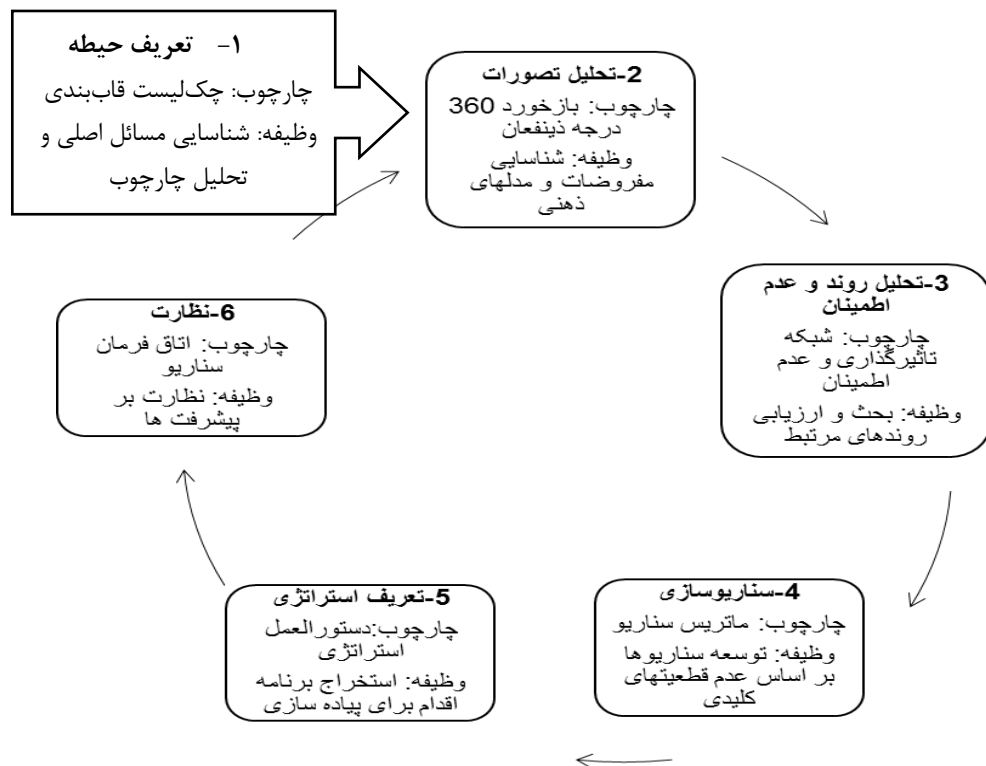 ۱- تعریف حیطه
چارچوب: چک‌لیست قاب‌بندی
وظیفه: شناسایی مسائل اصلی و
تحلیل چارچوب
2-تحلیل تصورات
چارچوب: بازخورد 360
درجه ذینفعان
وظیفه: شناسایی
مفروضات و مدلهای
ذهنی
3-تحلیل روند و عدم
اطمینان
چارچوب: شبکه
تاثیرگذاری و عدم
اطمینان
وظیفه: بحث و ارزیابی
روندهای مرتبط
4-سناریوسازی
چارچوب: ماتریس سناریو
وظیفه: توسعه سناریوها
بر اساس عدم قطعیتهای
کلیدی
5-تعریف استراتژی
چارچوب:دستورالعمل
استراتژی
وظیفه: استخراج برنامه
اقدام برای پیاده سازی
6-نظارت
چارچوب: اتاق فرمان
سناریو
وظیفه: نظارت بر
پیشرفت ها